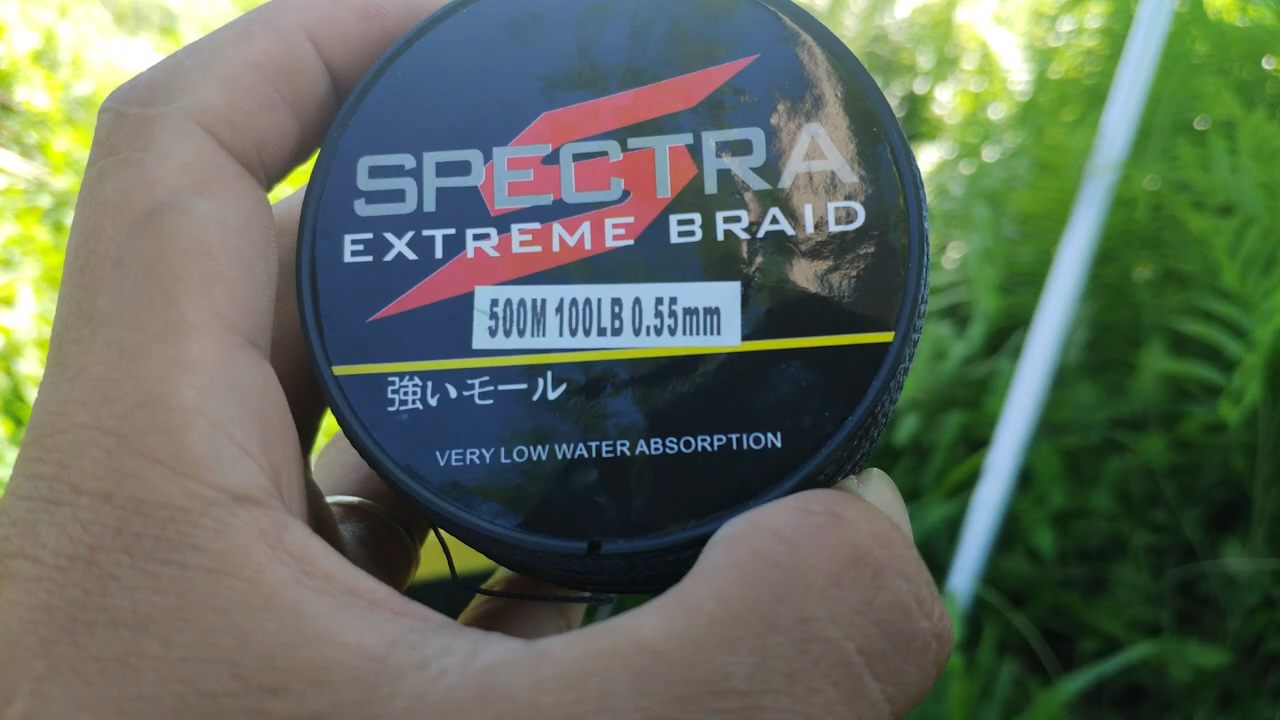 SPECTRA
EXTREME BRAID
500M 100LB 0.55mm
強いモール
VERY LOW WATER ABSORPTION